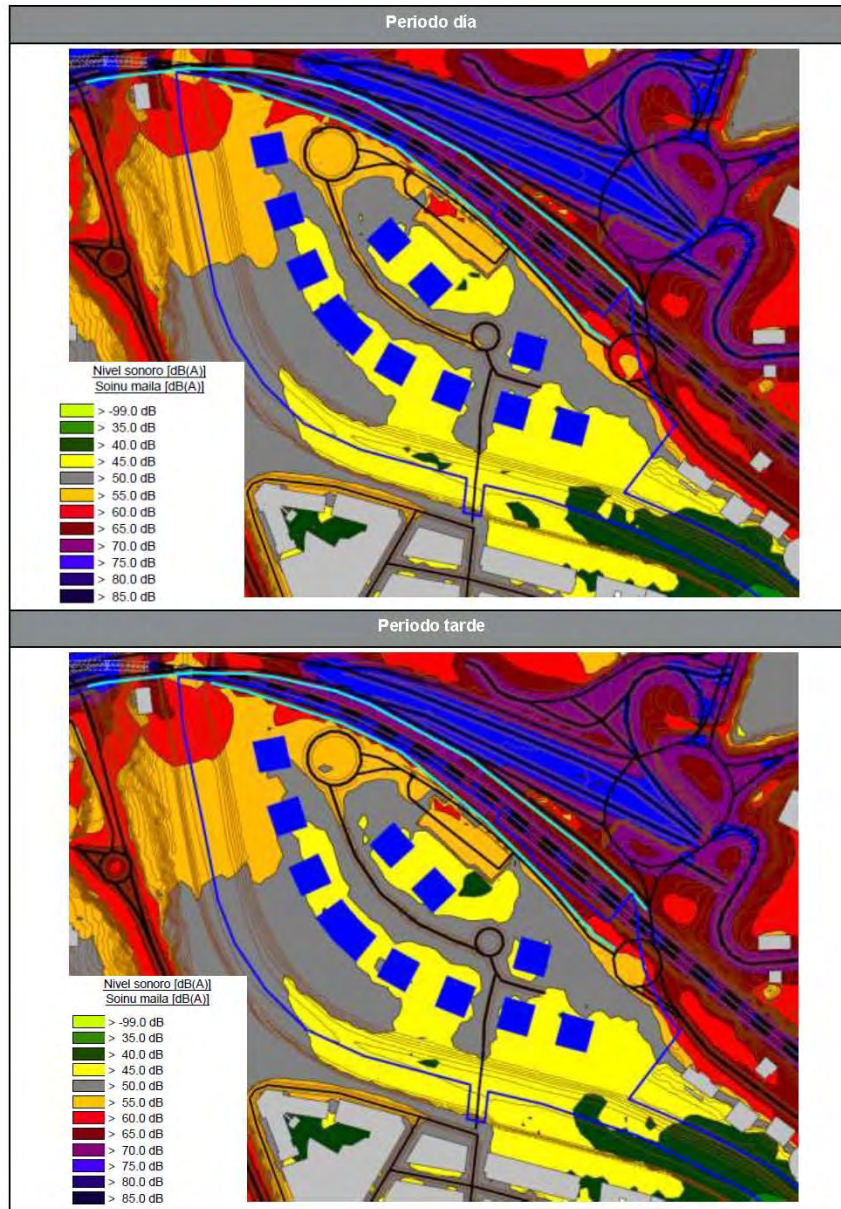 Periodo día
Nivel sonoro [dB(A)]
Soinu maila [dB(A)]
> -99.0 dB
> 35.0 dB
> 40.0 dB
> 45.0 dB
> 50.0 dB
> 55.0 dB
> 60.0 dB
> 65.0 dB
> 70.0 dB
> 75.0 dB
> 80.0 dB
> 85.0 dB
Periodo tarde
Nivel sonoro [dB(A)]
Soinu maila [dB(A)]
> -99.0 dB
> 35.0 dB
> 40.0 dB
> 45.0 dB
> 50.0 dB
> 55.0 dB
> 60.0 dB
> 65.0 dB
> 70.0 dB
> 75.0 dB
> 80.0 dB
> 85.0 dB